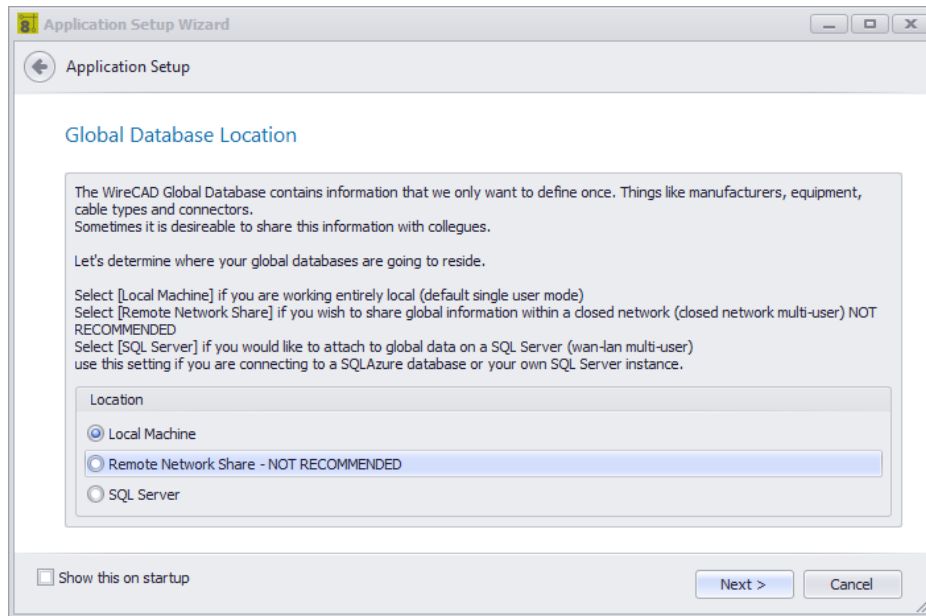 8
Application Setup Wizard
Application Setup
Global Database Location
The WireCAD Global Database contains information that we only want to define once. Things like manufacturers, equipment,
cable types and connectors.
Sometimes it is desireable to share this information with collegues.
Let's determine where your global databases are going to reside.
Select [Local Machine] if you are working entirely local (default single user mode)
Select [Remote Network Share] if you wish to share global information within a closed network (closed network multi-user) NOT
RECOMMENDED
Select [SQL Server] if you would like to attach to global data on a SQL Server (wan-lan multi-user)
use this setting if you are connecting to a SQLAzure database or your own SQL Server instance.
Location
Local Machine
Remote Network Share - NOT RECOMMENDED
SQL Server
Show this on startup
Next >
Cancel